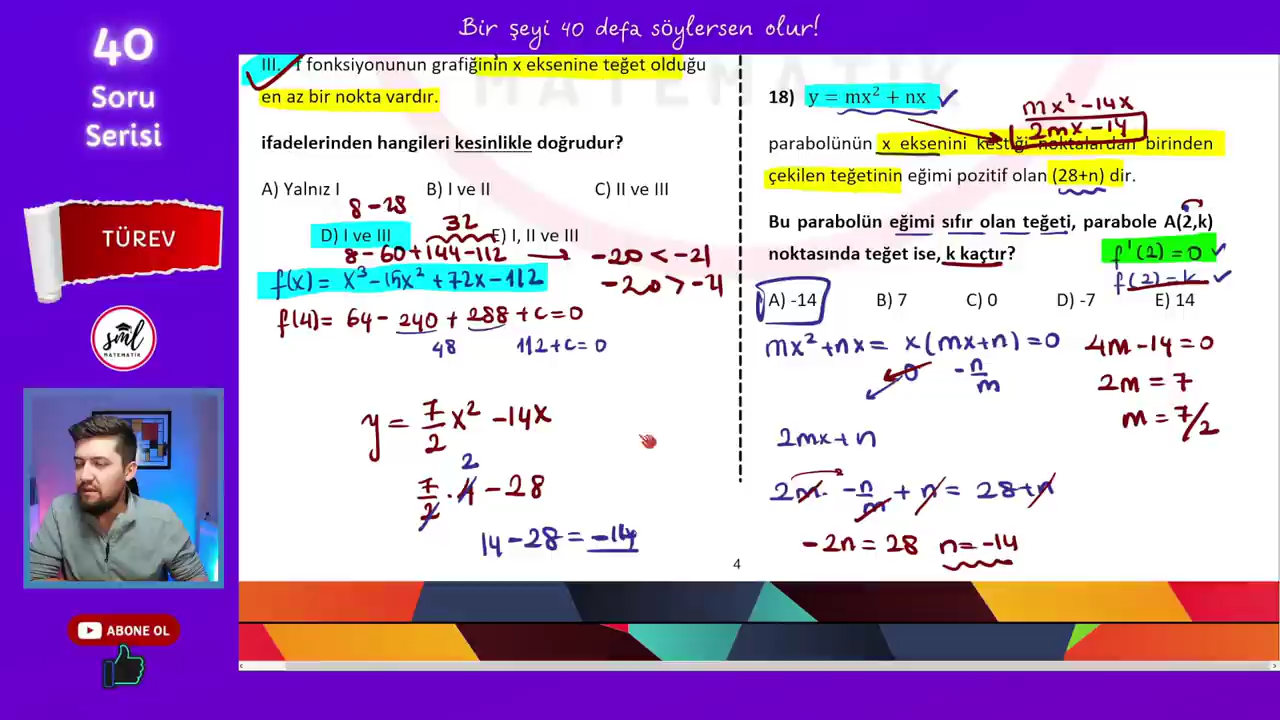 Bir şeyi 40 defa söylersen olur!
40
Soru
Serisi
TÜREV
SML
MATEMATİK
ABONE OL
MATEMATİK
III. f fonksiyonunun grafiğinin x eksenine teğet olduğu
en az bir nokta vardır.
ifadelerinden hangileri kesinlikle doğrudur?
A) Yalnız I B) I ve II C) II ve III
8-28
32
D) I ve III E) I, II ve III
8-60+144-112 → -20 < -21
f(x) = x³ -15x² +72x -112 -20 > -21
f(4) = 64 - 240 + 288 + c = 0
48 112+c=0
y = 7/2 x² -14x
2
7/2 · 4 - 28
14 - 28 = -14
18) y = mx² + nx
mx² -14x
2mx -14
parabolünün x eksenini kestiği noktalardan birinden
çekilen teğetinin eğimi pozitif olan (28+n) dir.
Bu parabolün eğimi sıfır olan teğeti, parabole A(2,k)
noktasında teğet ise, k kaçtır?
f'(2) = 0
f(2) = k
A) -14 B) 7 C) 0 D) -7 E) 14
mx² +nx = x(mx+n) = 0
0 -n/m
4m -14 = 0
2m = 7
m = 7/2
2mx + n
2m · -n/m + n = 28+n
-2n = 28 n = -14
4